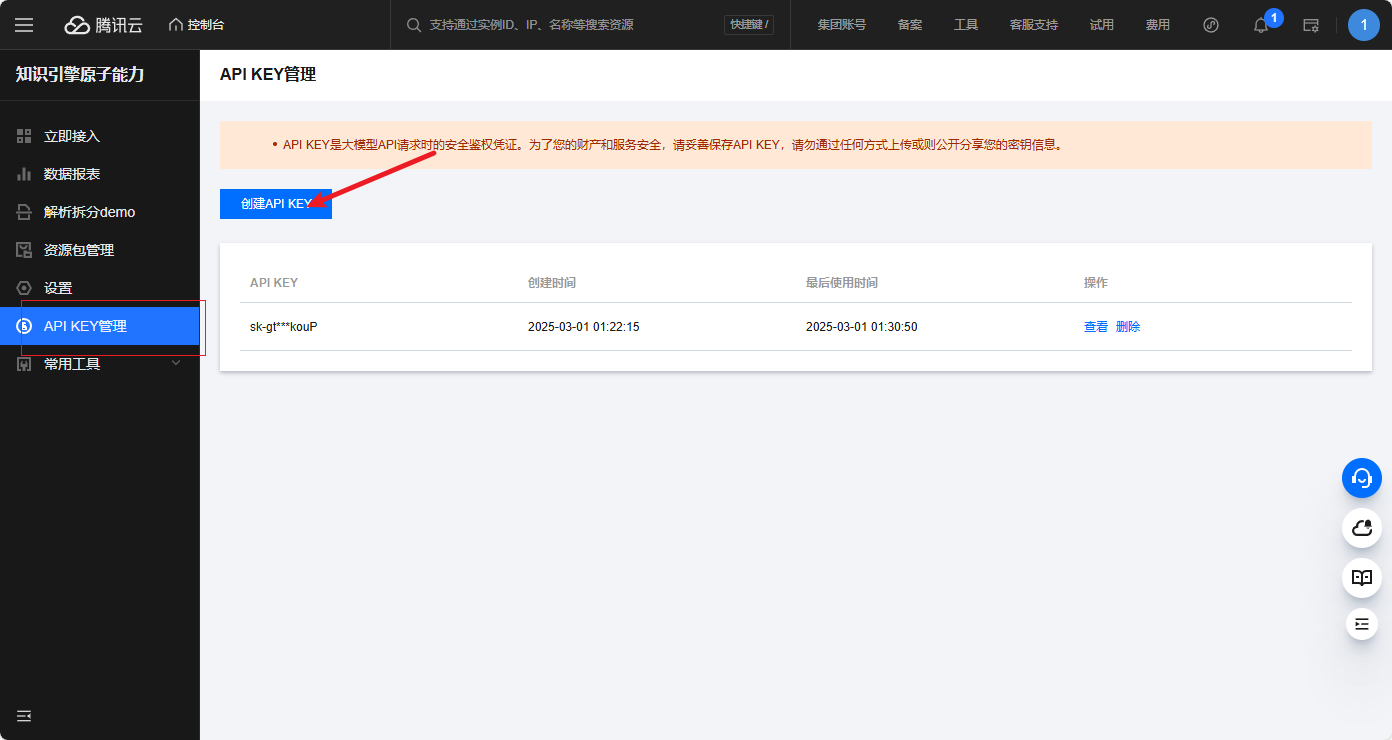 腾讯云 控制台 支持通过实例ID、IP、名称等搜索资源 快捷键 / 集团账号 备案 工具 客服支持 试用 费用 1 1
知识引擎原子能力
立即接入
数据报表
解析拆分demo
资源包管理
设置
API KEY管理
常用工具
API KEY管理
• API KEY是大模型API请求时的安全鉴权凭证。为了您的财产和服务安全，请妥善保存API KEY，请勿通过任何方式上传或则公开分享您的密钥信息。
创建API KEY
API KEY 创建时间 最后使用时间 操作
sk-gt***kouP 2025-03-01 01:22:15 2025-03-01 01:30:50 查看 删除